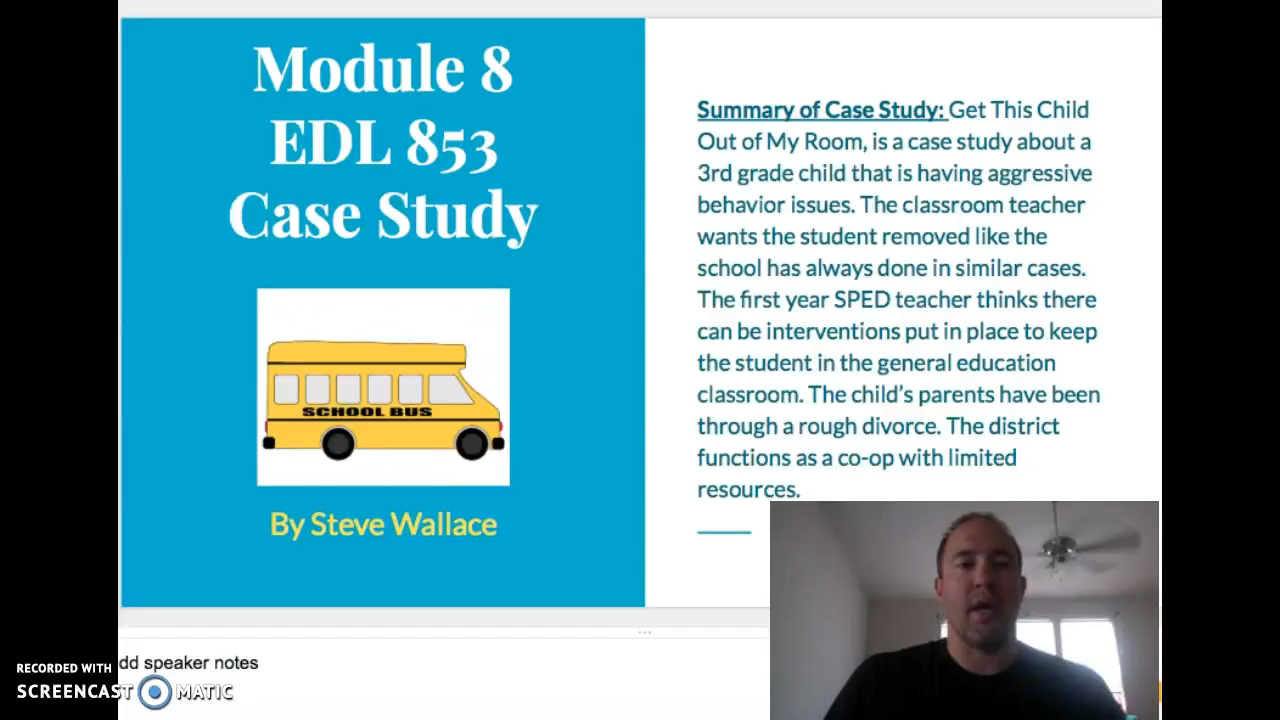 Module 8
EDL 853
Case Study
SCHOOL BUS
By Steve Wallace
Summary of Case Study: Get This Child
Out of My Room, is a case study about a
3rd grade child that is having aggressive
behavior issues. The classroom teacher
wants the student removed like the
school has always done in similar cases.
The first year SPED teacher thinks there
can be interventions put in place to keep
the student in the general education
classroom. The child's parents have been
through a rough divorce. The district
functions as a co-op with limited
resources.
dd speaker notes
RECORDED WITH
SCREENCAST MATIC